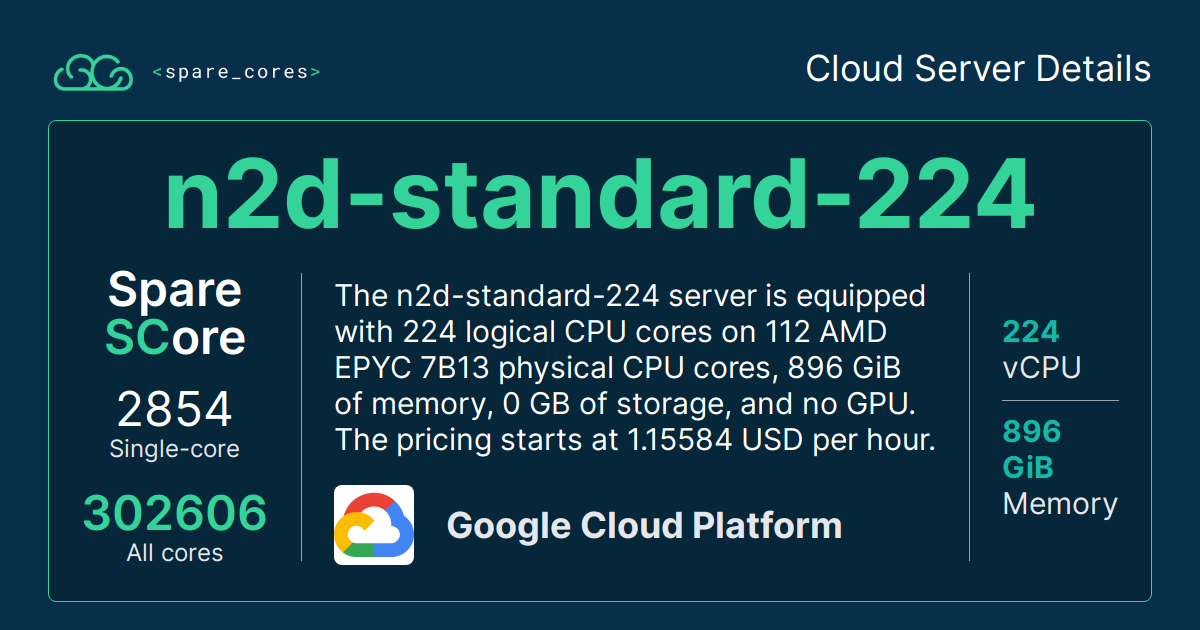 <spare_cores>
Cloud Server Details
n2d-standard-224
Spare
SCore
2854
Single-core
302606
All cores
The n2d-standard-224 server is equipped
with 224 logical CPU cores on 112 AMD
EPYC 7B13 physical CPU cores, 896 GiB
of memory, 0 GB of storage, and no GPU.
The pricing starts at 1.15584 USD per hour.
Google Cloud Platform
224
vCPU
896
GiB
Memory